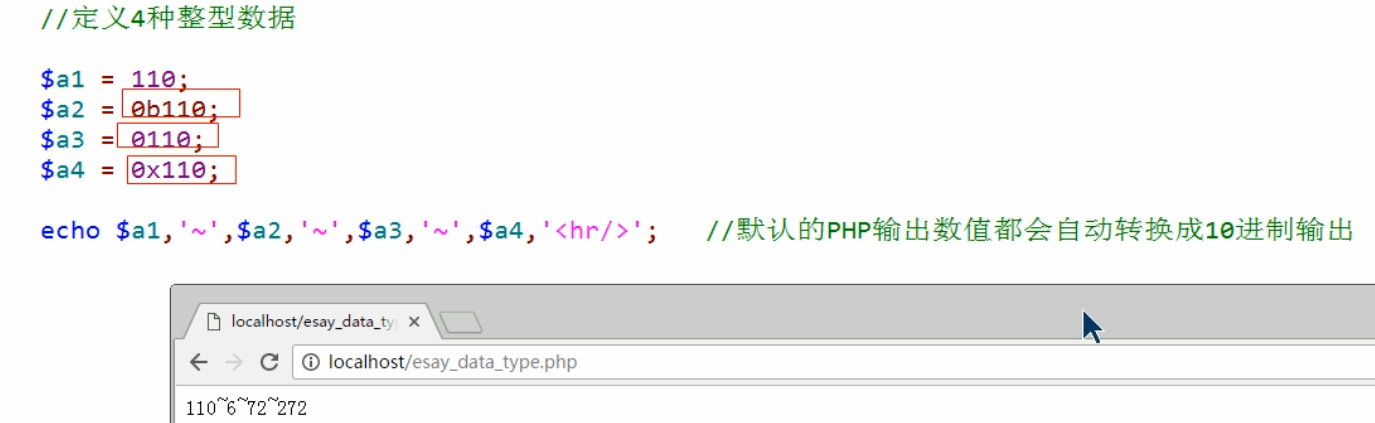 //定义4种整型数据
$a1 = 110;
$a2 = 0b110;
$a3 = 0110;
$a4 = 0x110;
echo $a1,'~',$a2,'~',$a3,'~',$a4,'<hr/>'; //默认的PHP输出数值都会自动转换成10进制输出
localhost/esay_data_ty
localhost/esay_data_type.php
110~6~72~272